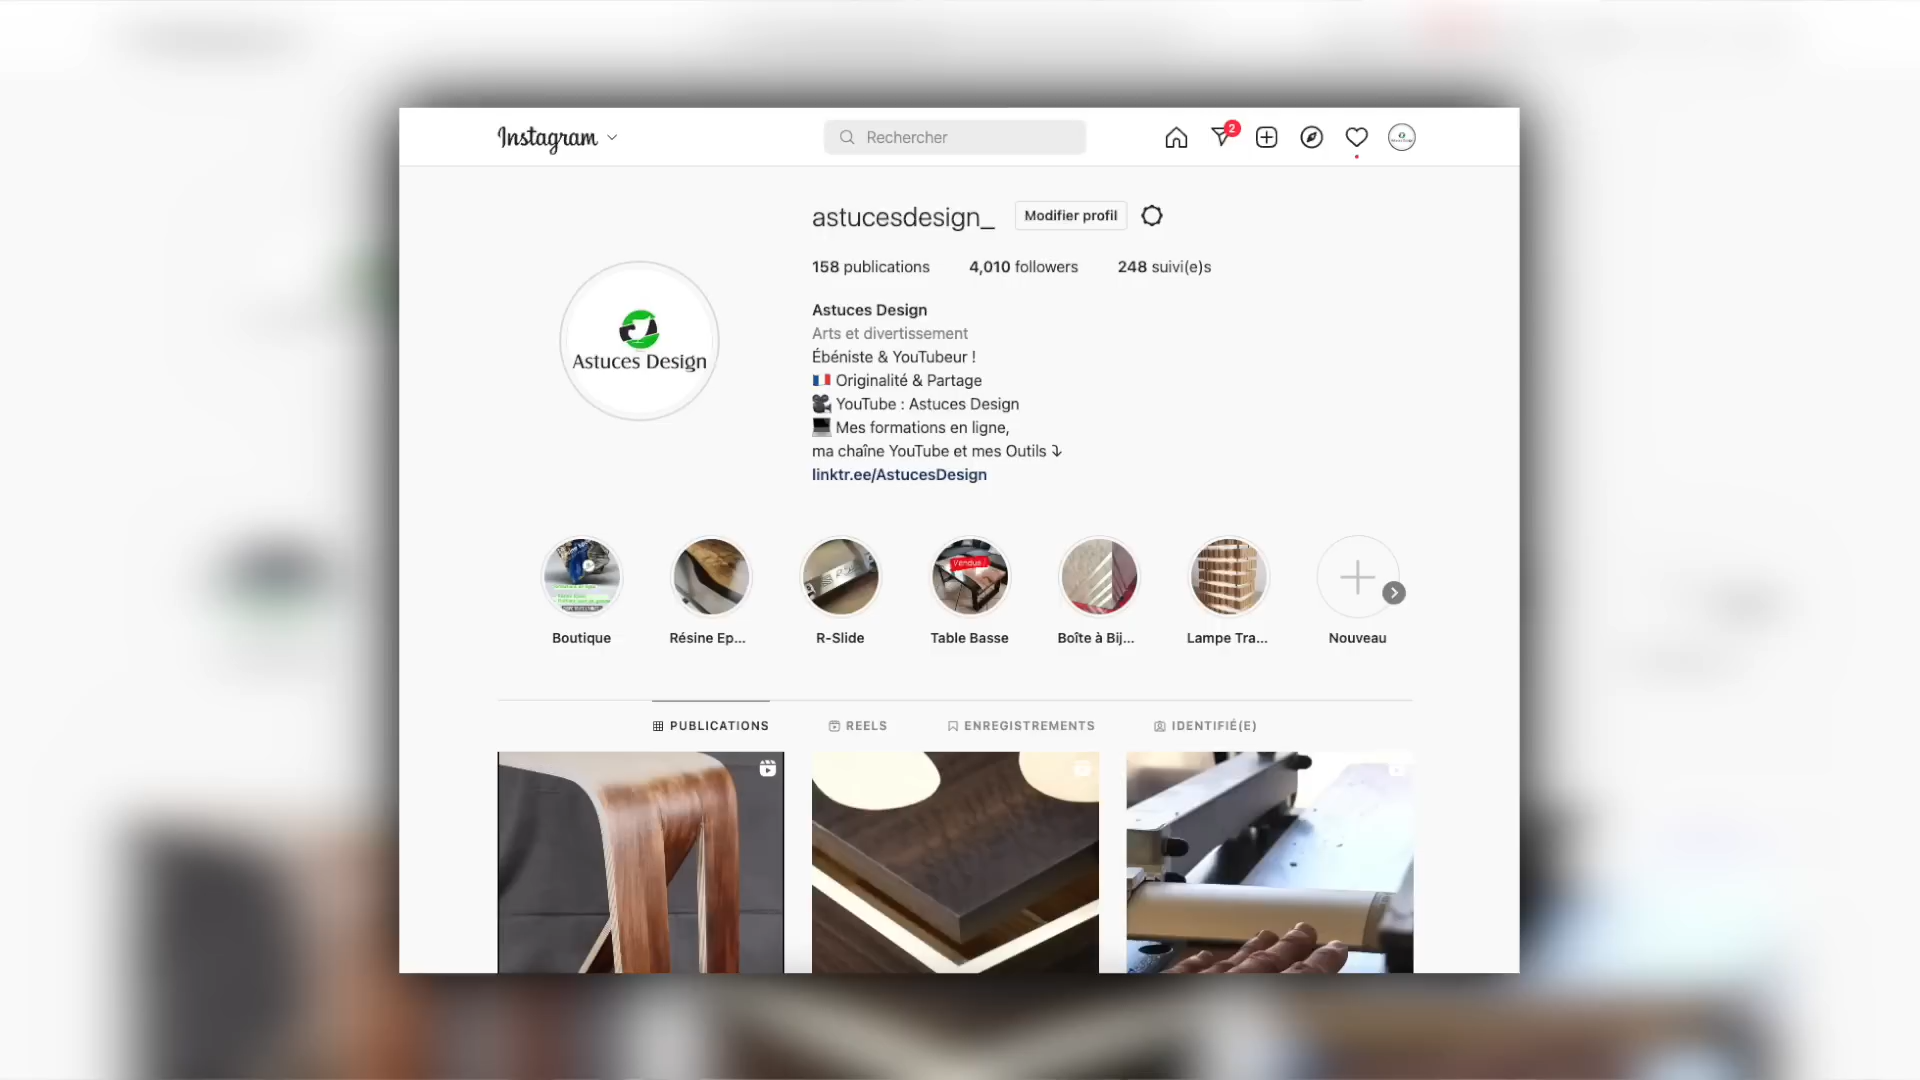 Instagram
Rechercher
2
astucesdesign_
Modifier profil
158 publications
4,010 followers
248 suivi(e)s
Astuces Design
Astuces Design
Arts et divertissement
Ébéniste & YouTubeur !
🇫🇷 Originalité & Partage
🎥 YouTube : Astuces Design
💻 Mes formations en ligne,
ma chaîne YouTube et mes Outils ⤵
linktr.ee/AstucesDesign
Vendue !
Boutique
Résine Ep...
R-Slide
Table Basse
Boîte à Bij...
Lampe Tra...
Nouveau
PUBLICATIONS
REELS
ENREGISTREMENTS
IDENTIFIÉ(E)